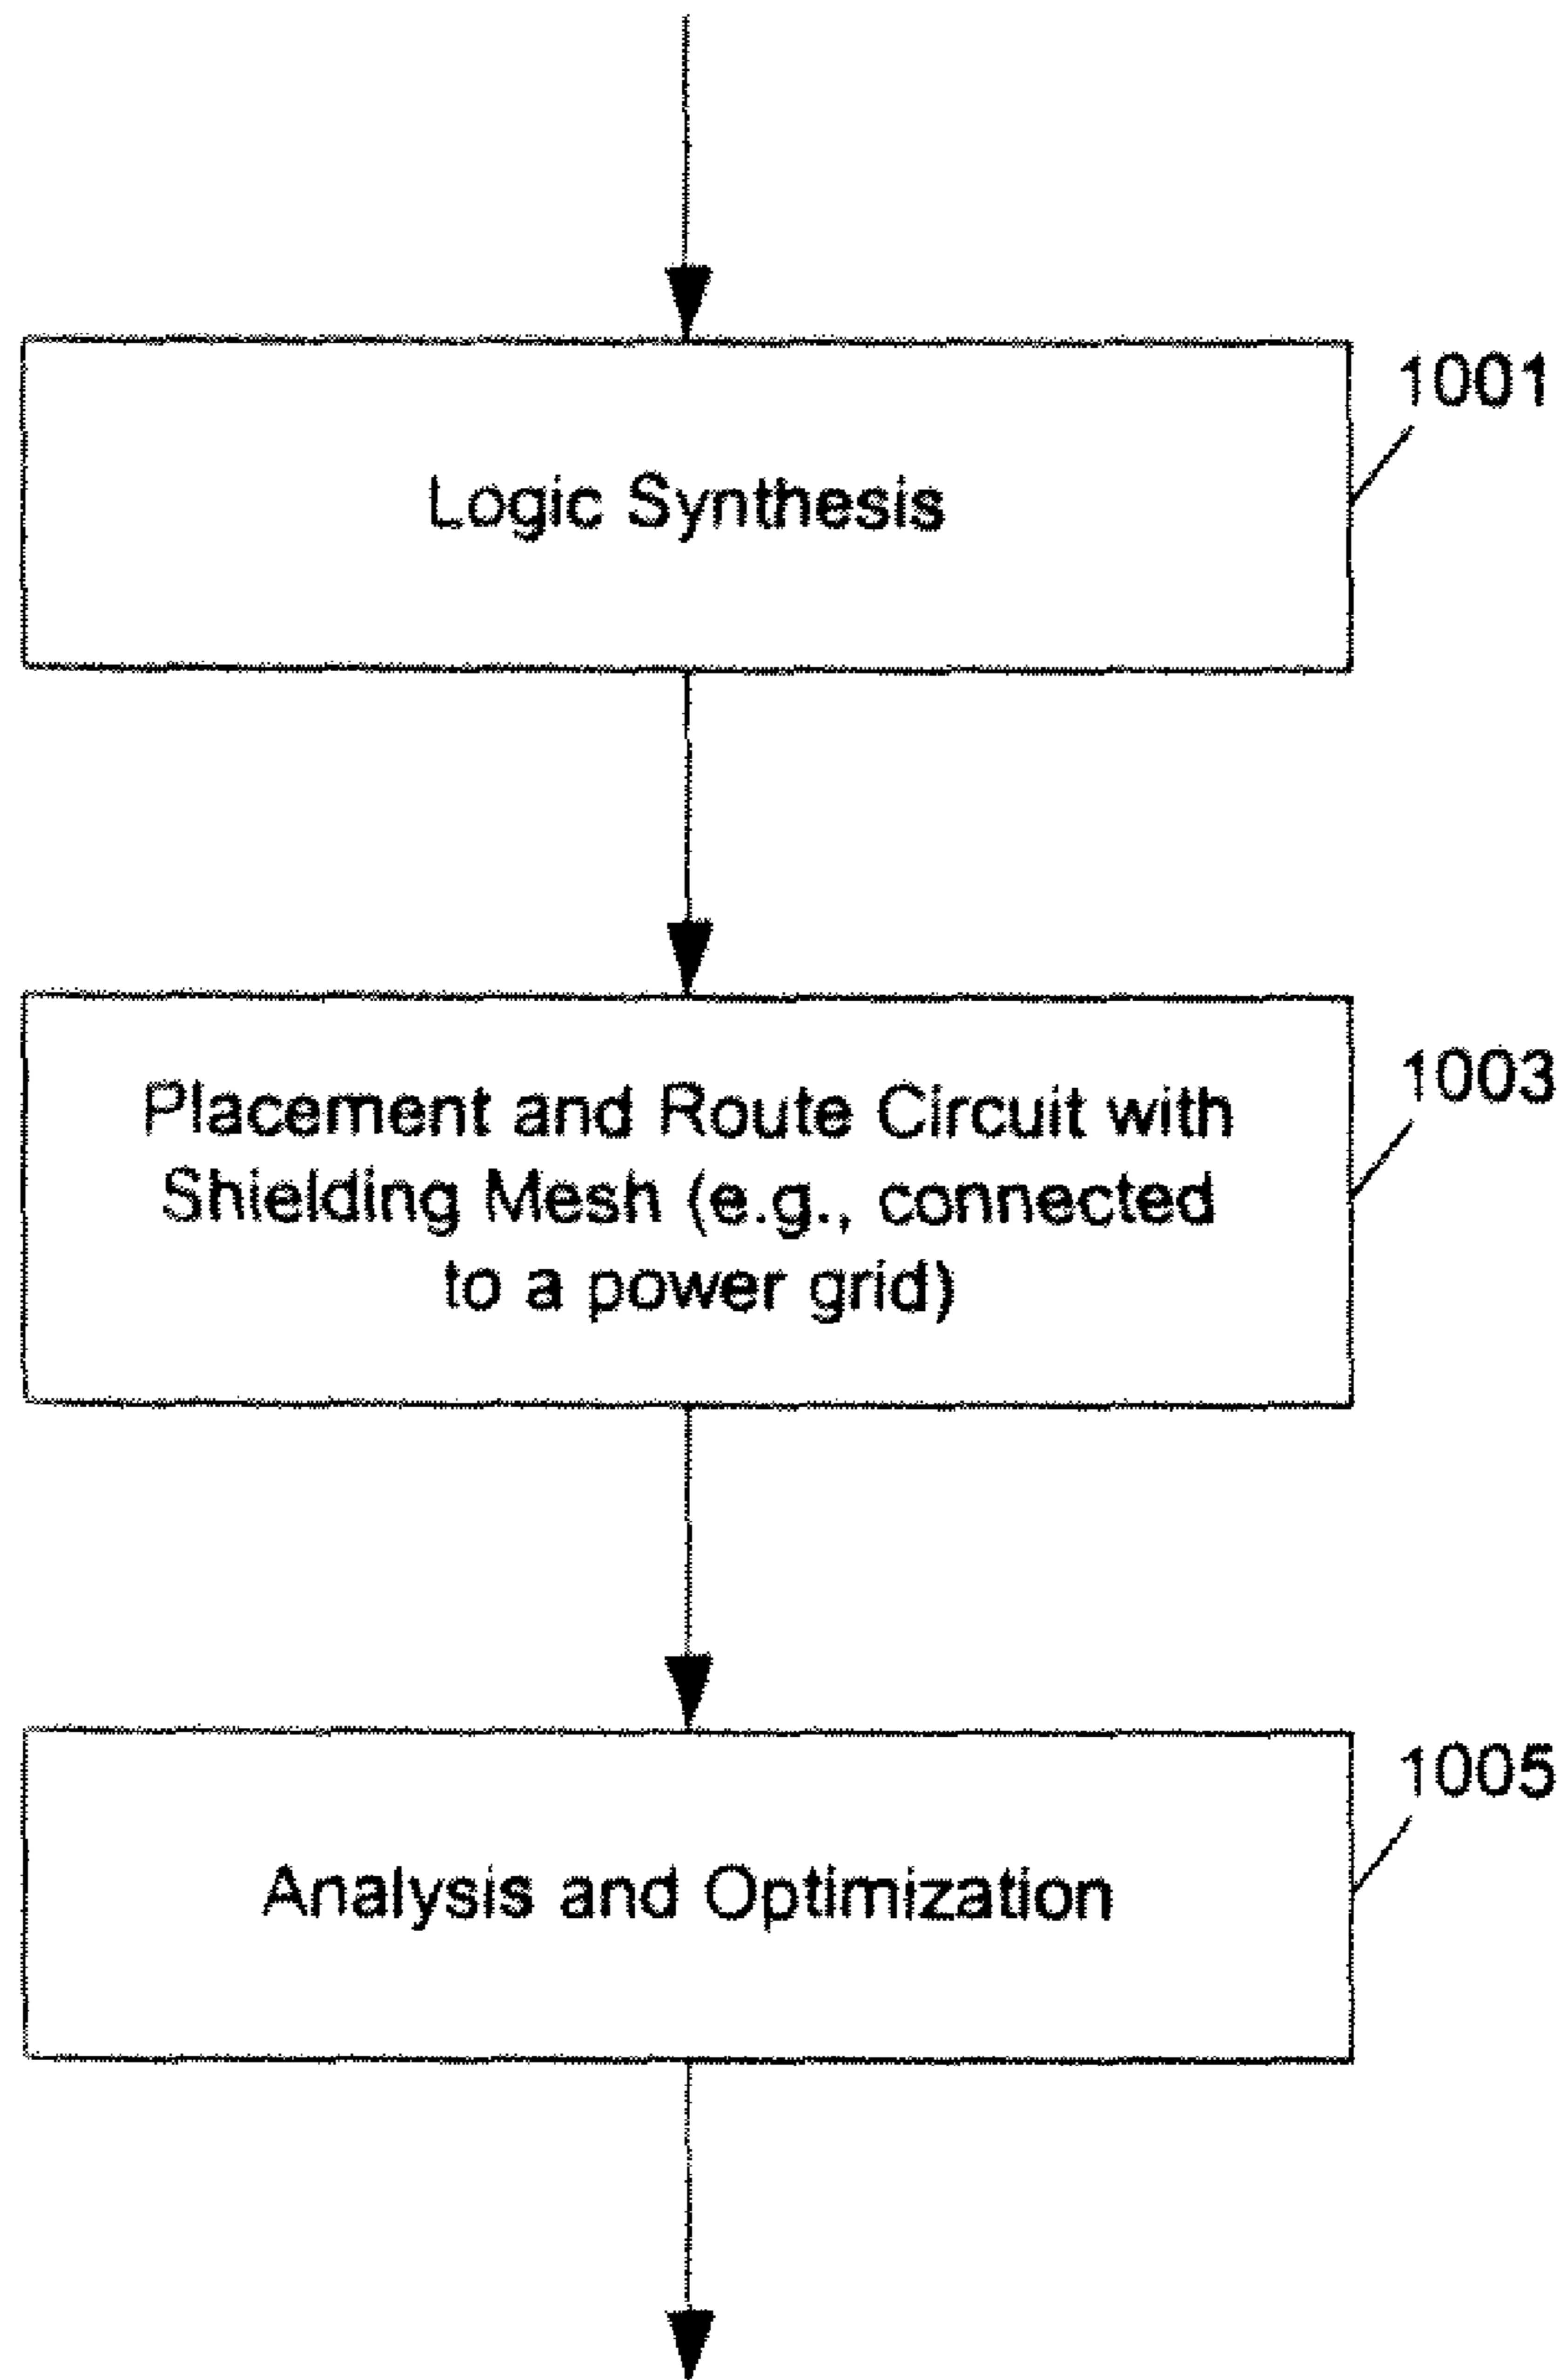 1001
Logic Synthesis
1003
Placement and Route Circuit with
Shielding Mesh (e.g., connected
to a power grid)
1005
Analysis and Optimization